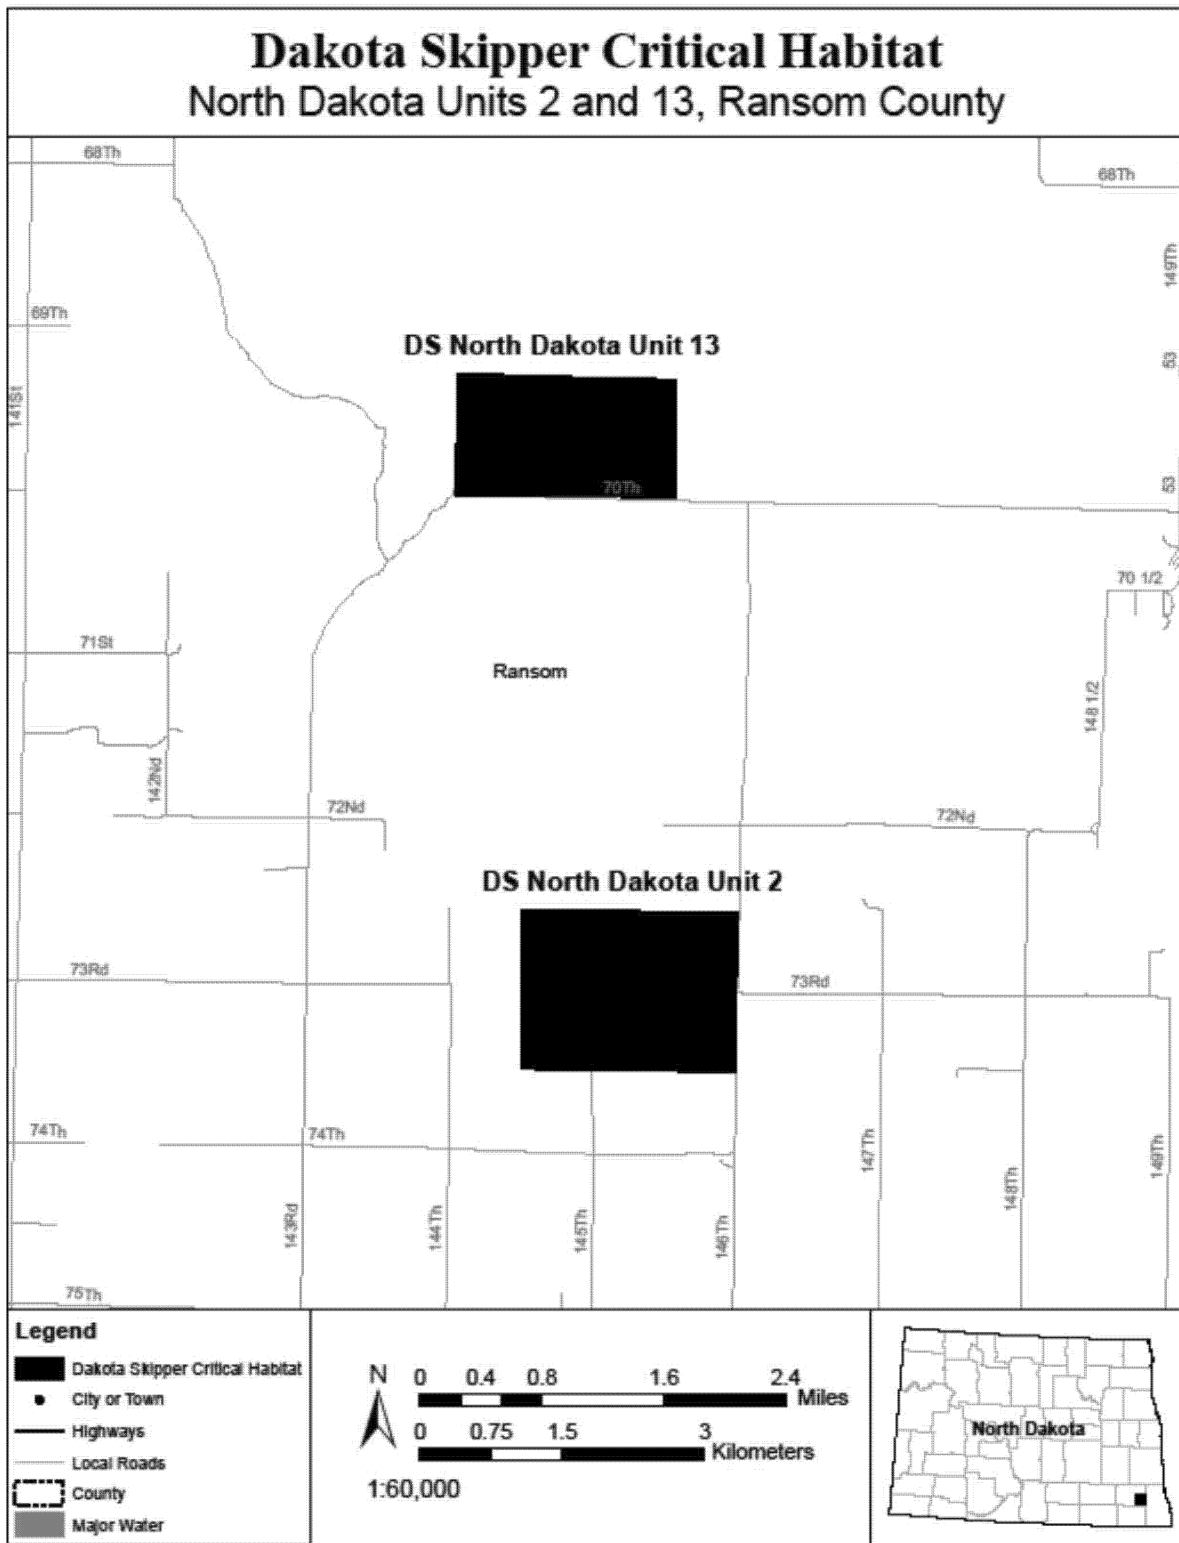 Dakota Skipper Critical Habitat
North Dakota Units 2 and 13, Ransom County
68Th
68Th
149Th
69Th
53
DS North Dakota Unit 13
141St
70Th
53
70 1/2
71St
Ransom
148 1/2
142Nd
72Nd
72Nd
DS North Dakota Unit 2
73Rd
73Rd
74Th
74Th
147Th
148Th
149Th
143Rd
144Th
145Th
146Th
75Th
Legend
Dakota Skipper Critical Habitat
City or Town
Highways
Local Roads
County
Major Water
N
0 0.4 0.8 1.6 2.4
Miles
0 0.75 1.5 3
Kilometers
1:60,000
North Dakota